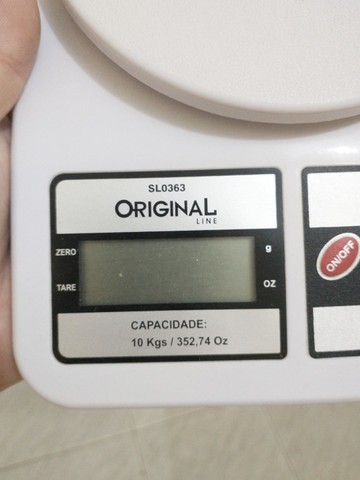 SL0363
ORIGINAL
LINE
ZERO
g
TARE
OZ
ON/OFF
CAPACIDADE:
10 Kgs / 352,74 Oz